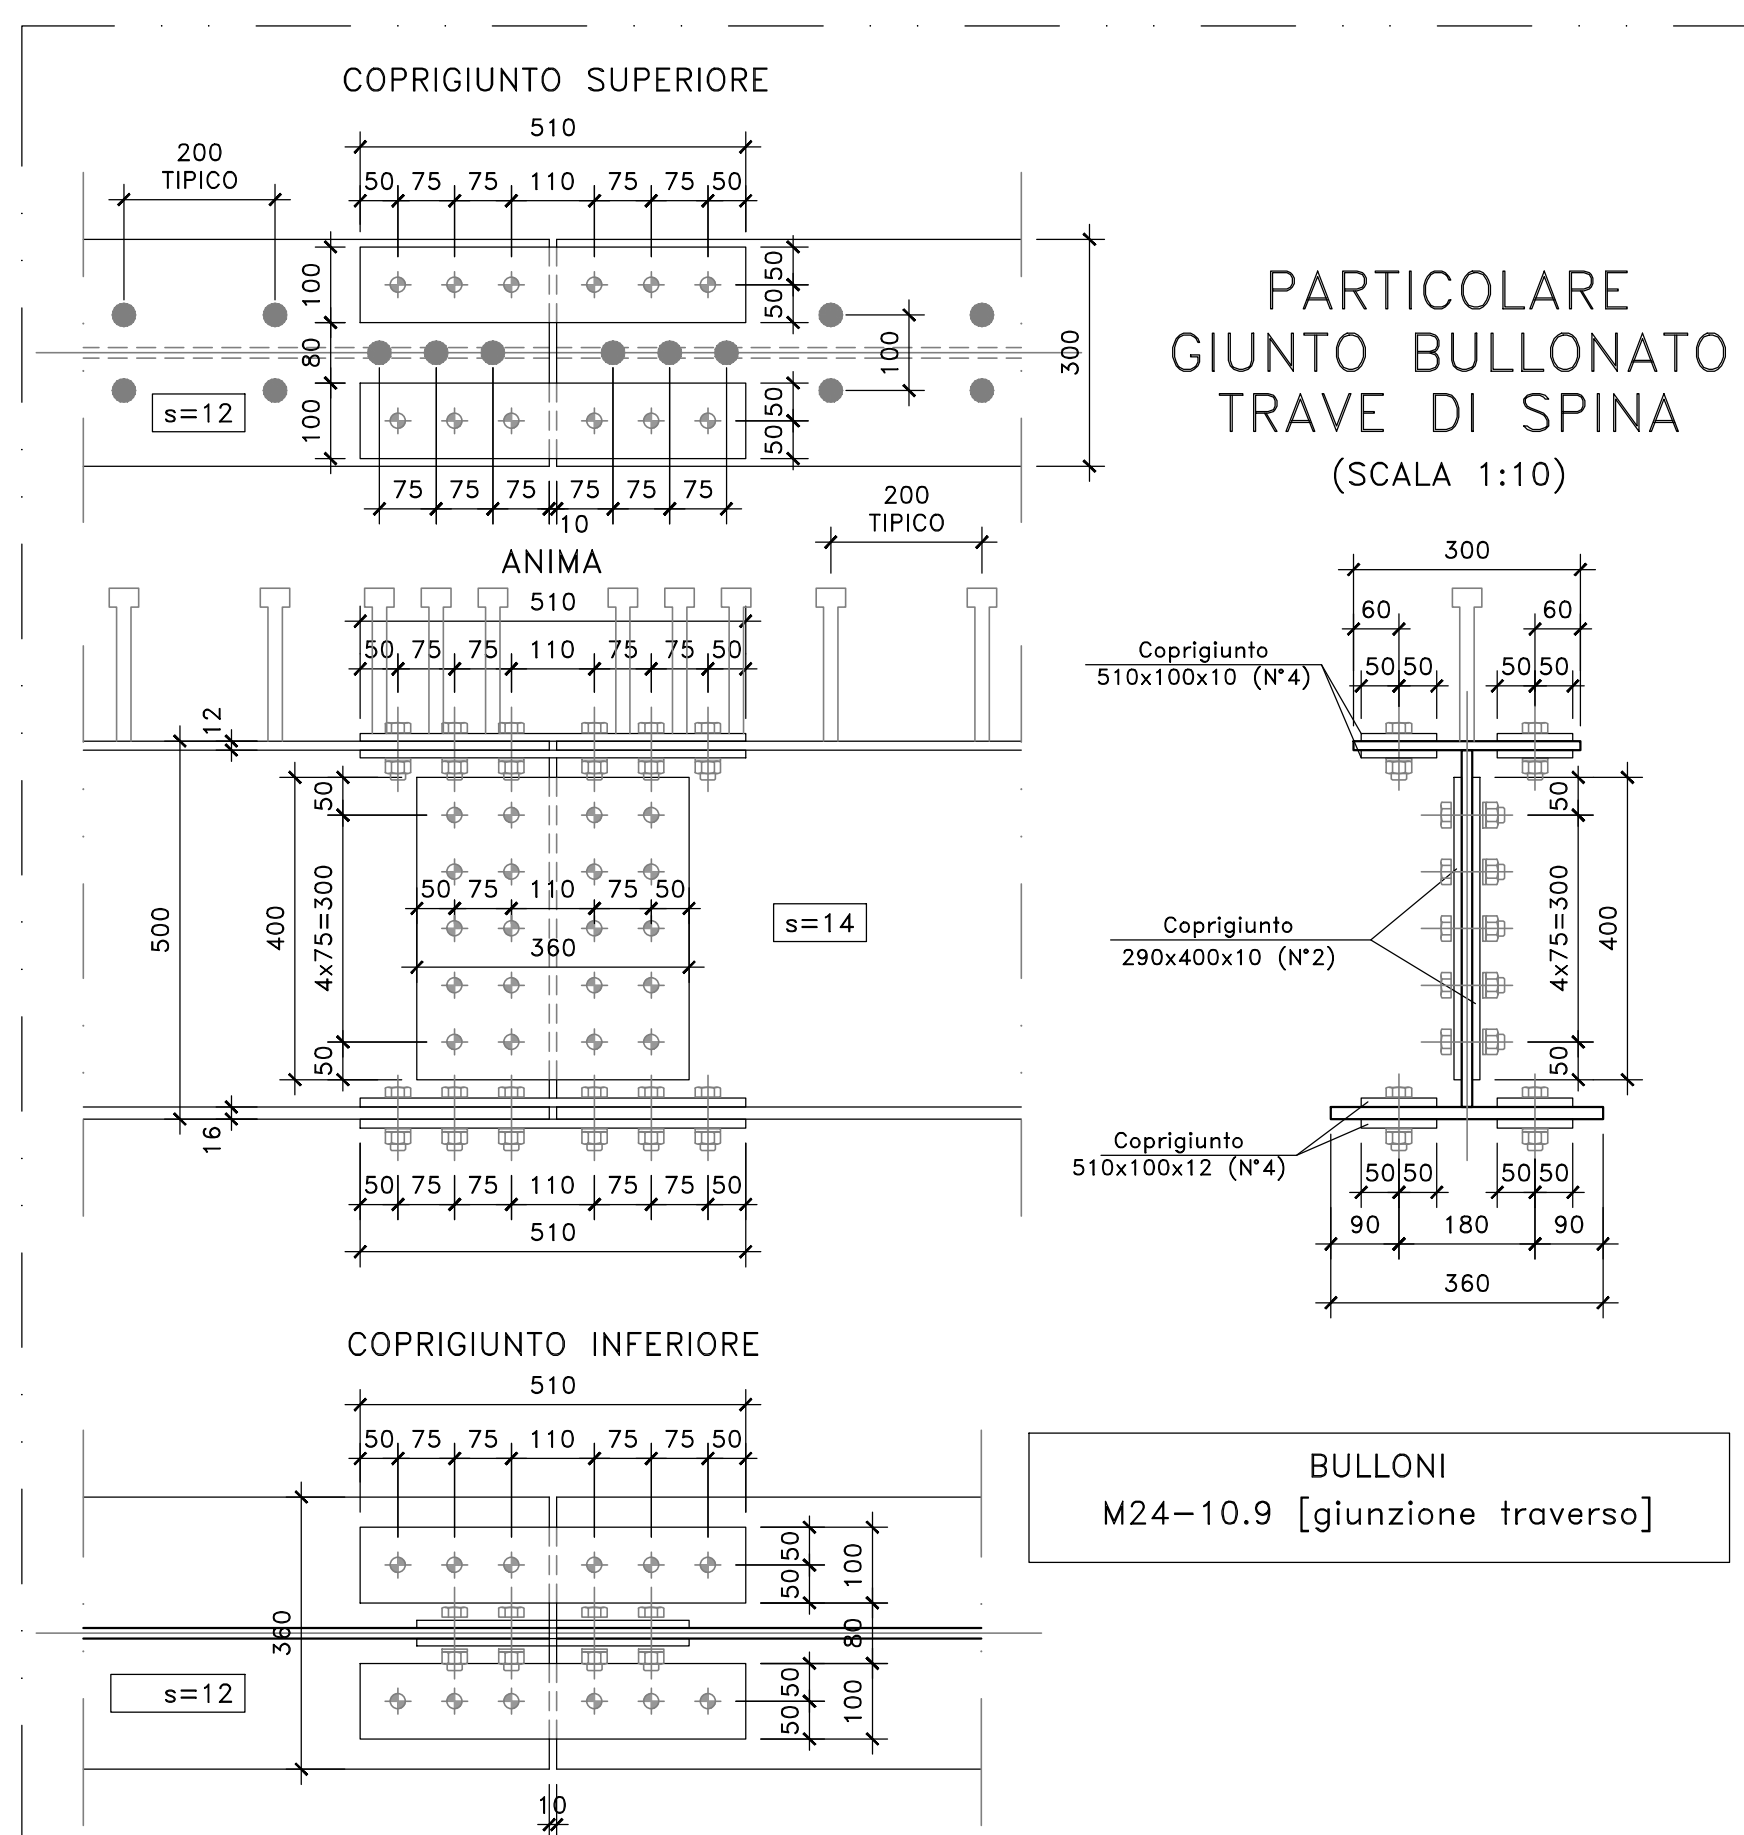 COPRIGIUNTO SUPERIORE
510
200
TIPICO
50 75 75 110 75 75 50
100
80
100
50 50
50 50
100
300
s=12
75 75 75 75 75 75
10
200
TIPICO
PARTICOLARE
GIUNTO BULLONATO
TRAVE DI SPINA
(SCALA 1:10)
ANIMA
510
50 75 75 110 75 75 50
12
500
400
50
4x75=300
50
16
50 75 110 75 50
360
s=14
50 75 75 110 75 75 50
510
300
60 60
50 50 50 50
Coprigiunto
510x100x10 (N°4)
50
4x75=300
50
400
Coprigiunto
290x400x10 (N°2)
Coprigiunto
510x100x12 (N°4)
50 50 50 50
90 180 90
360
COPRIGIUNTO INFERIORE
510
50 75 75 110 75 75 50
360
50 50
50 50
100
80
100
s=12
10
BULLONI
M24-10.9 [giunzione traverso]